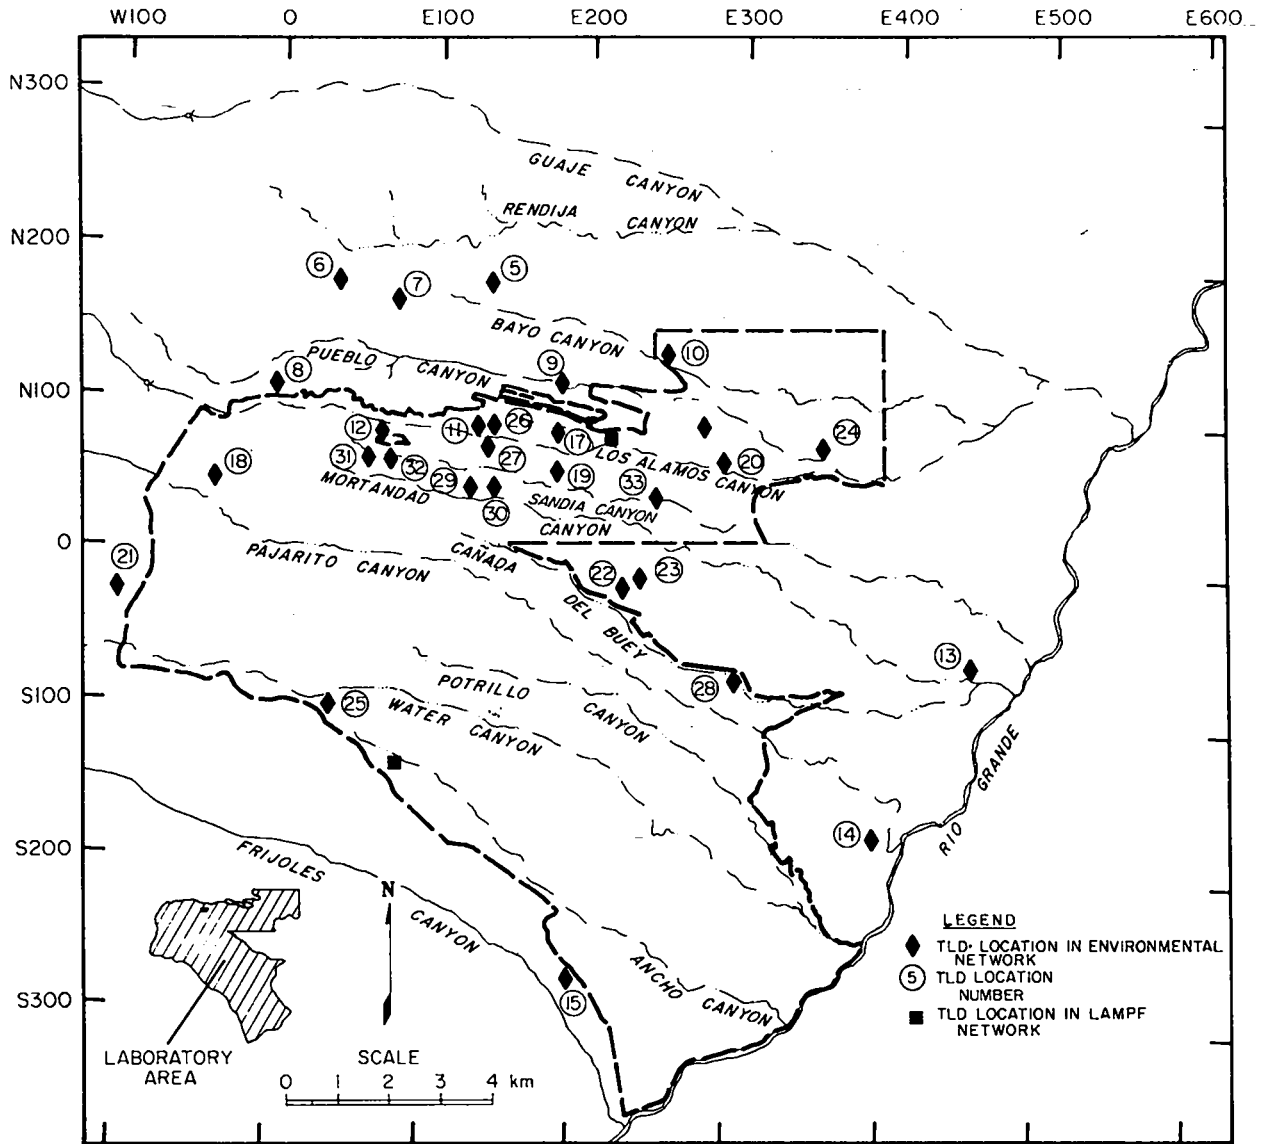 W100 0 E100 E200 E300 E400 E500 E600
N300
GUAJE CANYON
RENDIJA CANYON
N200
6
7
5
BAYO CANYON
10
PUEBLO CANYON
8
9
N100
12
11
26
17
24
31
32
27
LOS ALAMOS CANYON
20
18
29
19
33
MORTANDAD
30
SANDIA CANYON
CANYON
0
21
PAJARITO CANYON
CAÑADA
22
23
DEL BUEY
13
28
S100
25
POTRILLO CANYON
WATER CANYON
RIO GRANDE
14
S200
FRIJOLES CANYON
N
15
ANCHO CANYON
S300
LABORATORY
AREA
SCALE
0 1 2 3 4 km
LEGEND
TLD· LOCATION IN ENVIRONMENTAL
NETWORK
5 TLD LOCATION
NUMBER
TLD LOCATION IN LAMPF
NETWORK